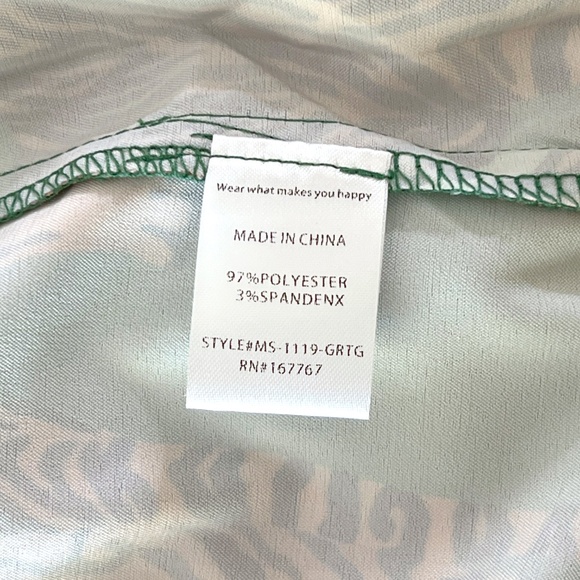 Wear what makes you happy
MADE IN CHINA
97%POLYESTER
3%SPANDENX
STYLE#MS-1119-GRTG
RN#167767